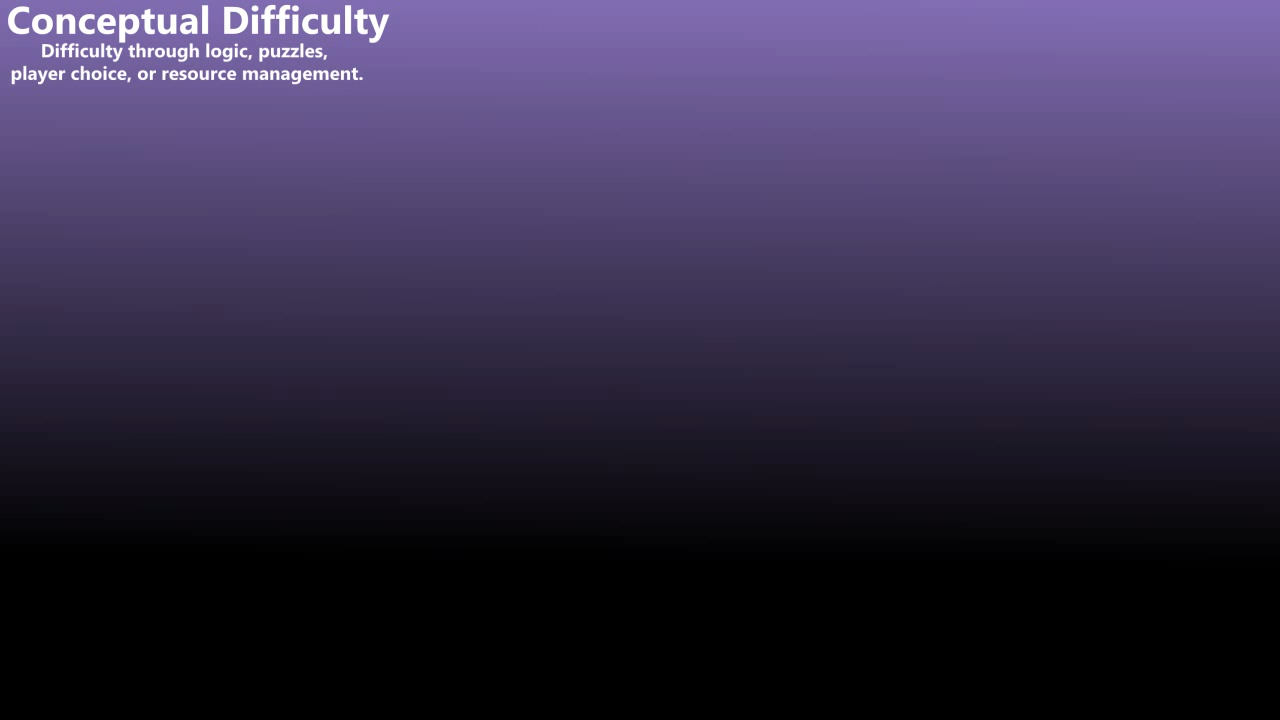 Conceptual Difficulty
Difficulty through logic, puzzles,
player choice, or resource management.